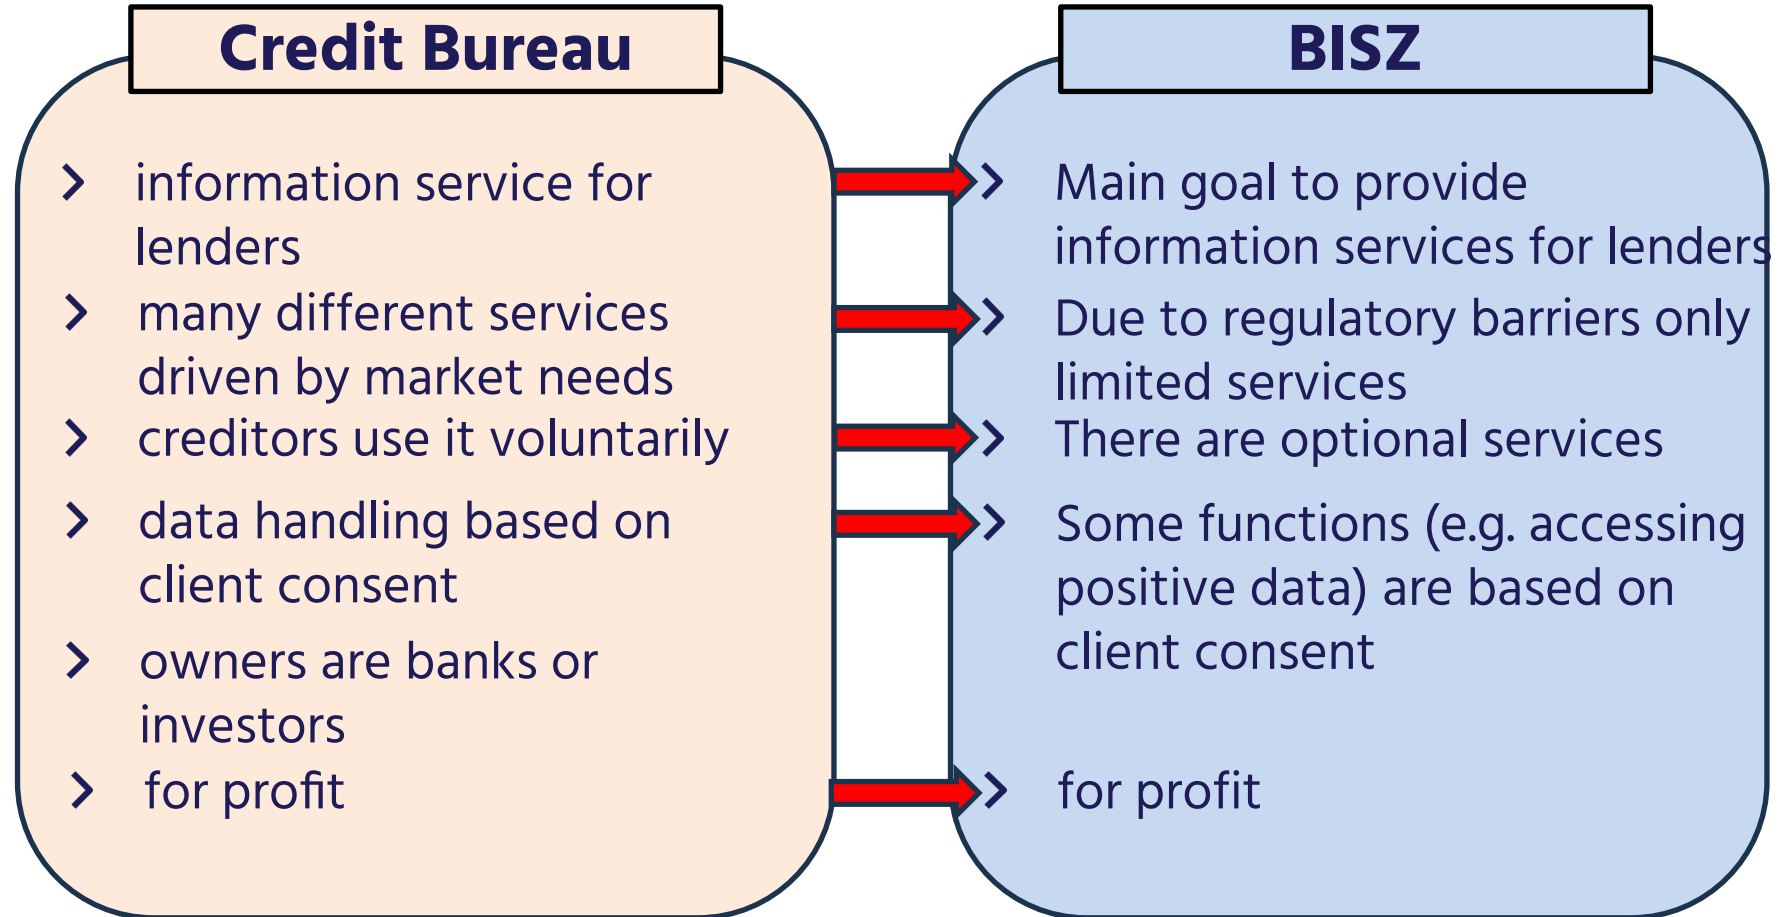 Credit Bureau
information service for
lenders
many different services
driven by market needs
creditors use it voluntarily
data handling based on
client consent
owners are banks or
investors
for profit
BISZ
Main goal to provide
information services for lenders
Due to regulatory barriers only
limited services
There are optional services
Some functions (e.g. accessing
positive data) are based on
client consent
for profit